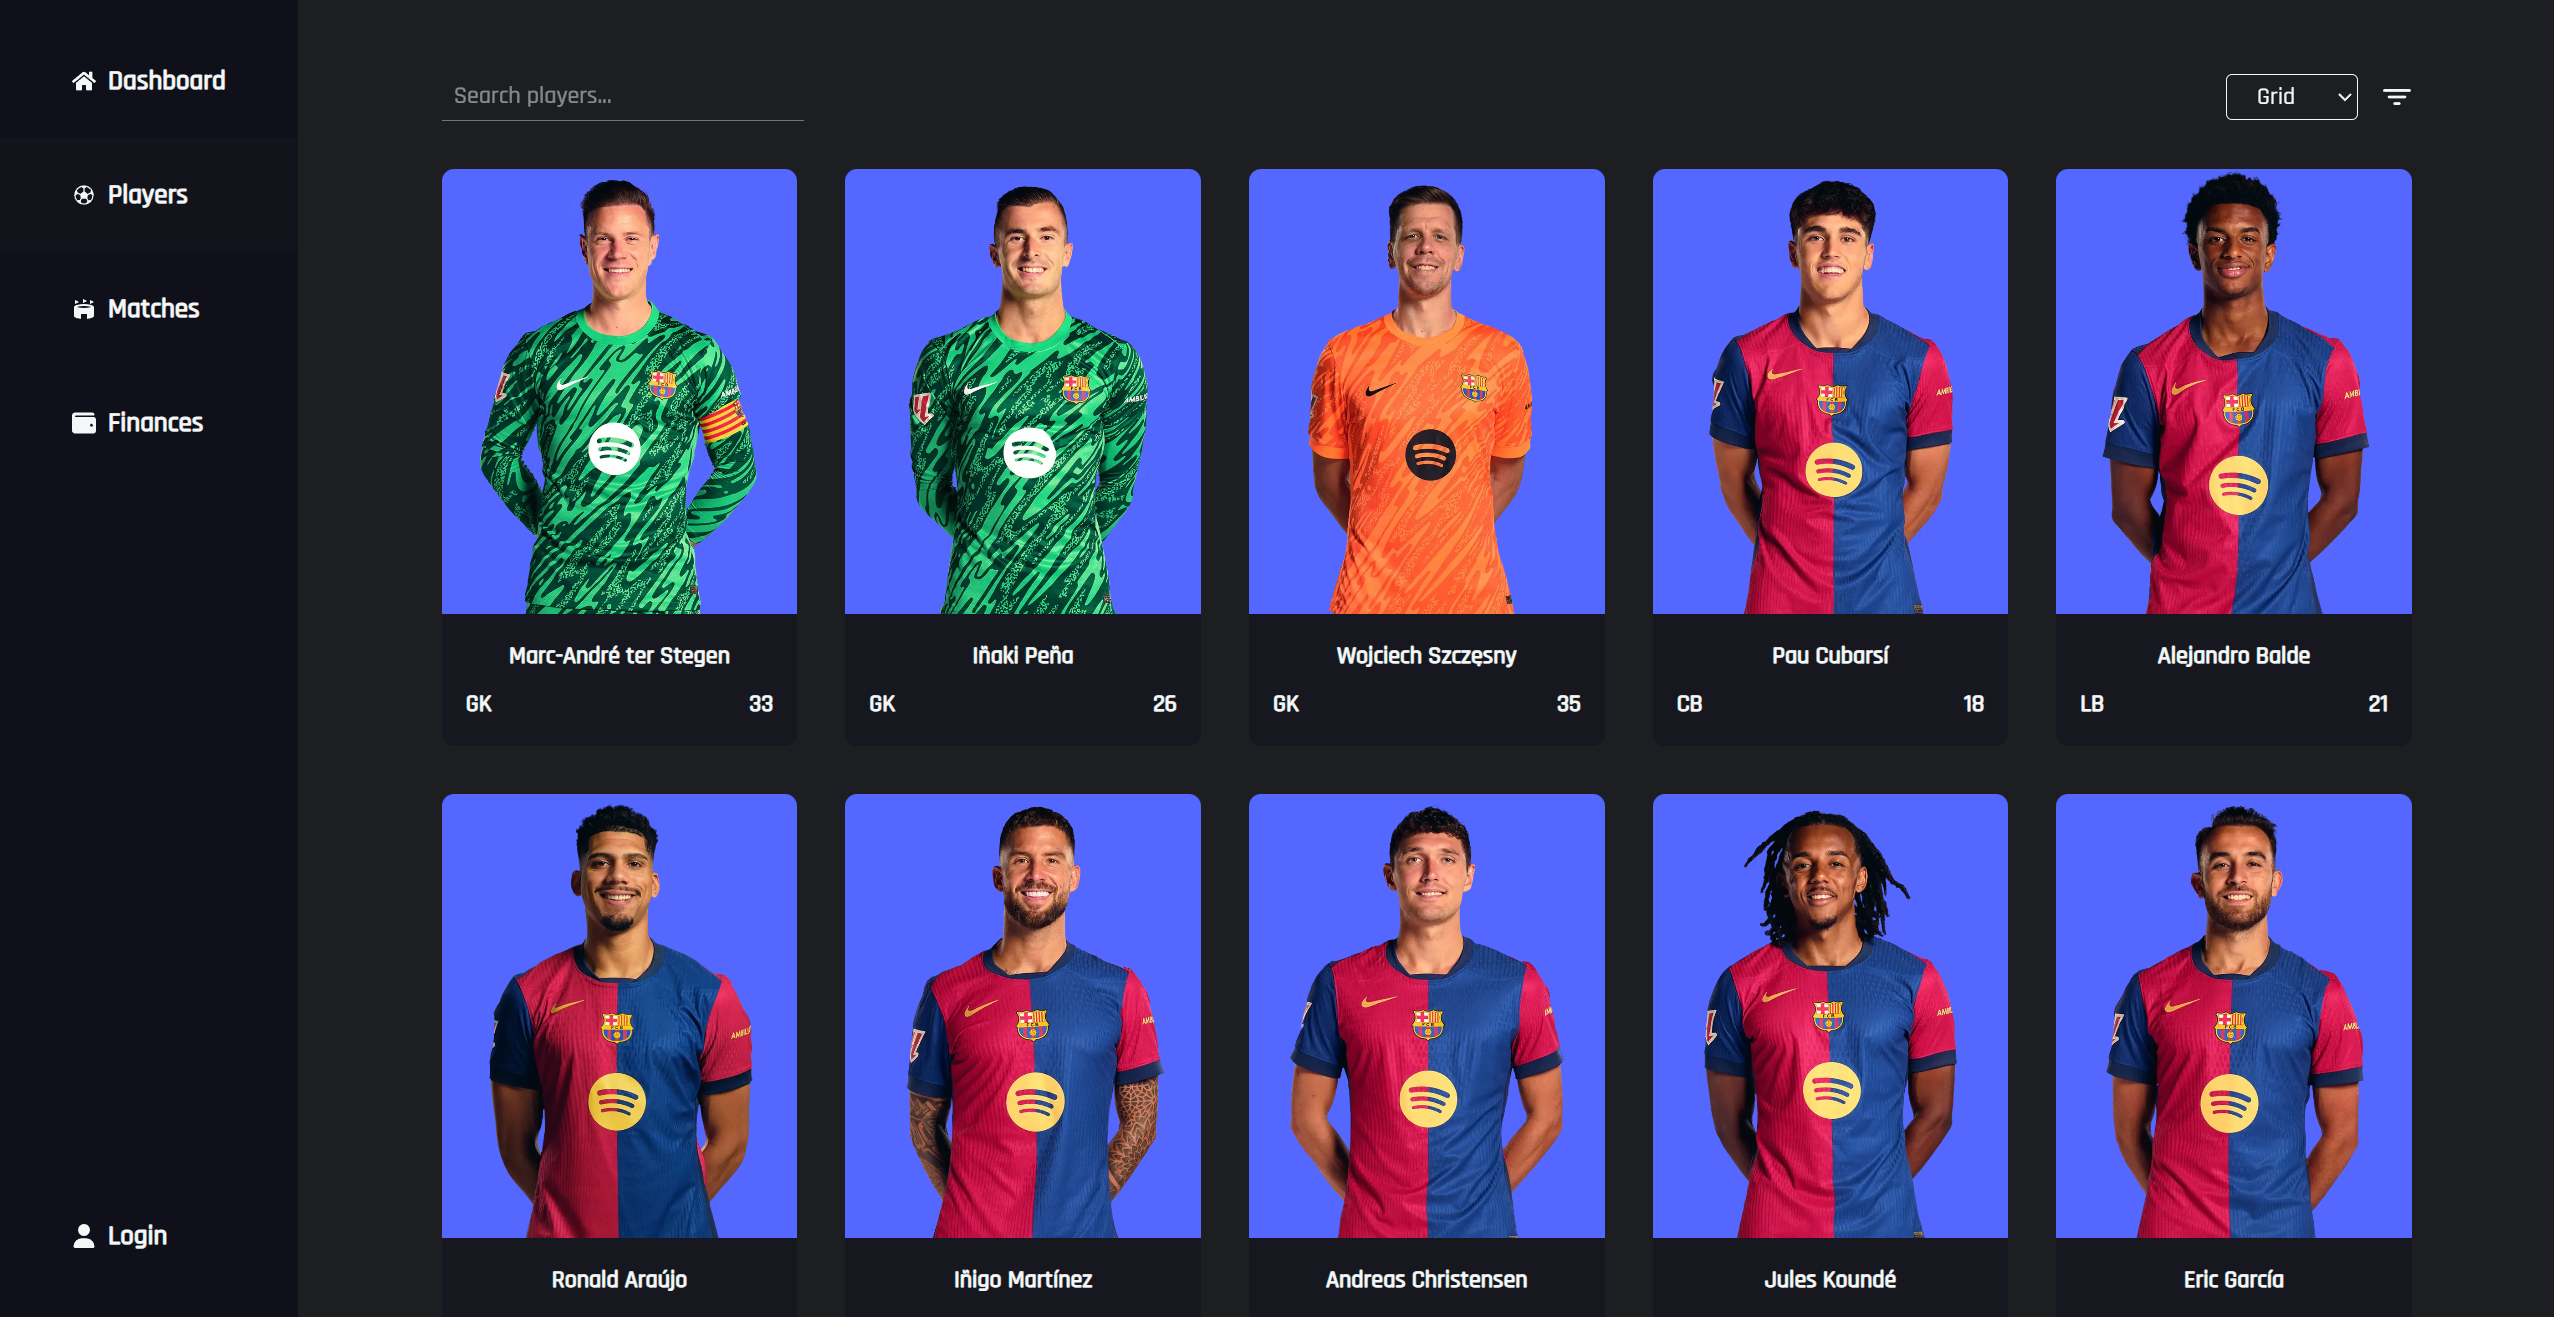 Dashboard
Players
Matches
Finances
Login
Search players...
Grid
Marc-André ter Stegen
GK 33
Iñaki Peña
GK 26
Wojciech Szczęsny
GK 35
Pau Cubarsí
CB 18
Alejandro Balde
LB 21
Ronald Araújo
Iñigo Martínez
Andreas Christensen
Jules Koundé
Eric García